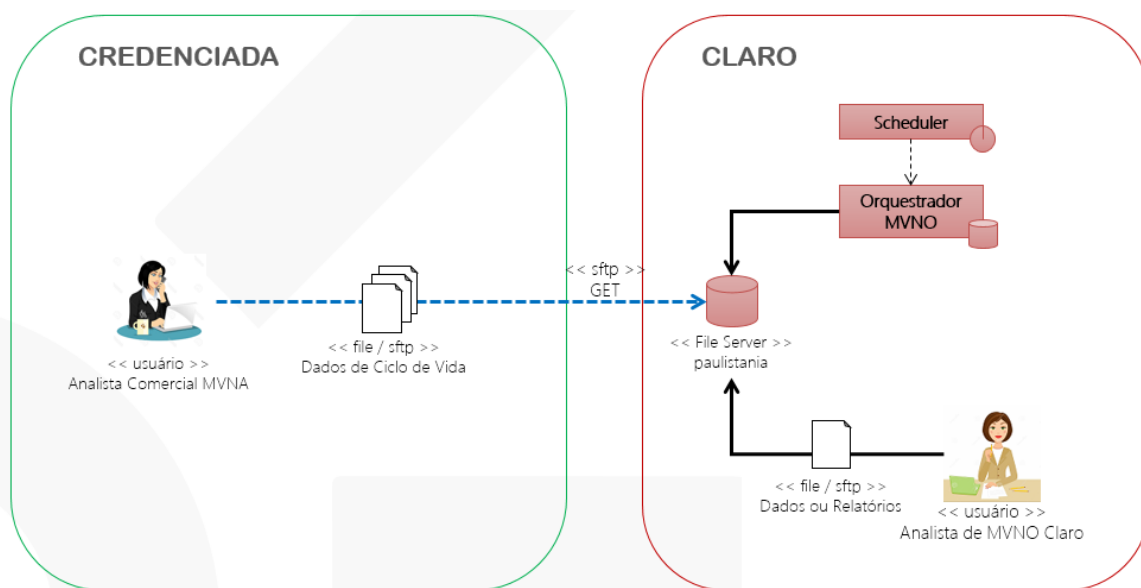 CREDENCIADA
CLARO
Scheduler
Orquestrador
MVNO
<< sftp >>
GET
<< usuário >>
Analista Comercial MVNA
<< file / sftp >>
Dados de Ciclo de Vida
<< File Server >>
paulistania
<< file / sftp >>
Dados ou Relatórios
<< usuário >>
Analista de MVNO Claro